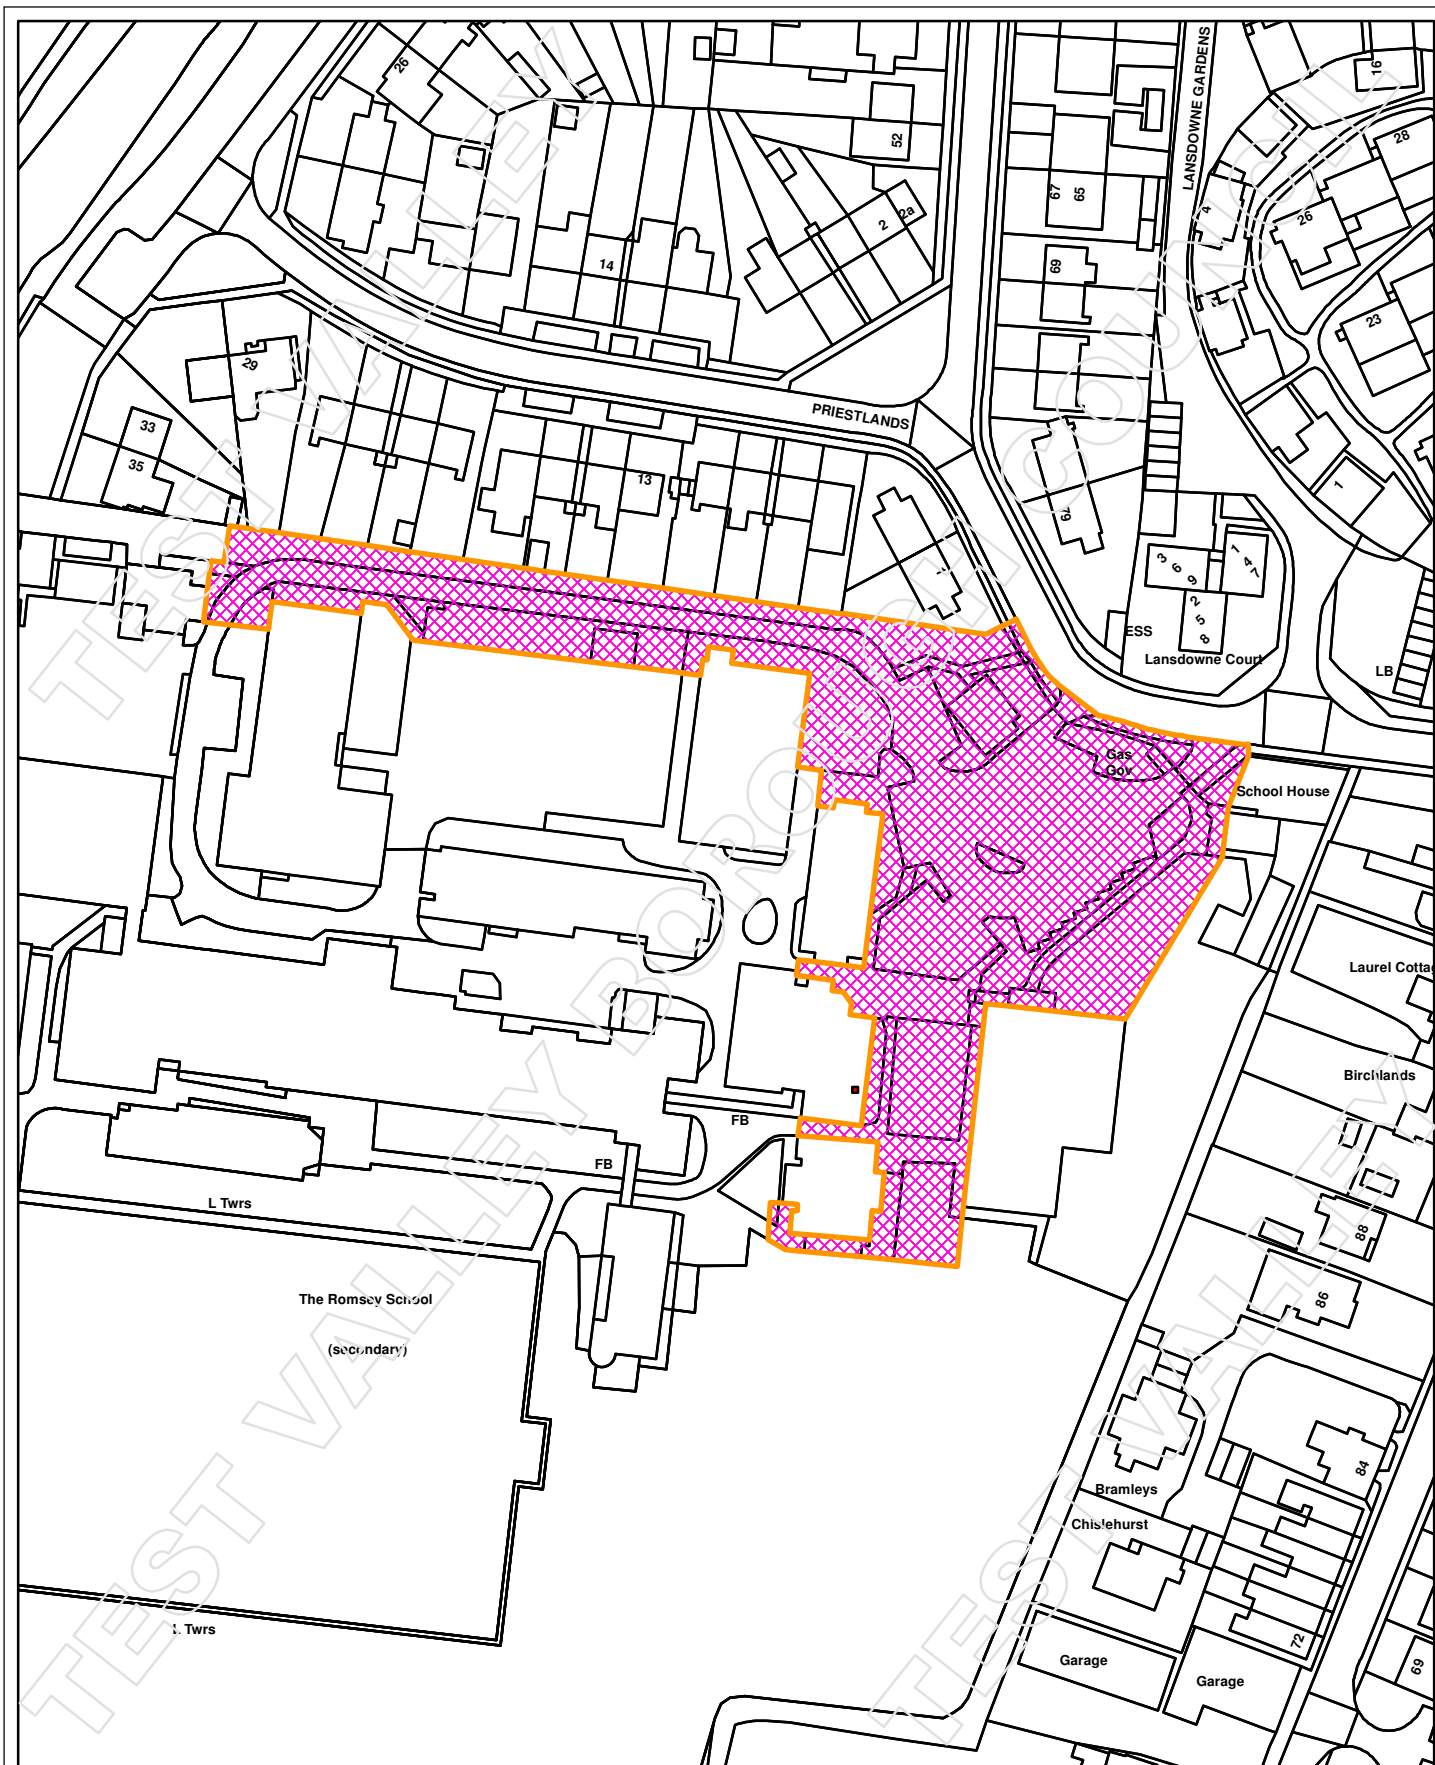 LANSDOWNE GARDENS
26
16
52
28
67
65
4
2
2a
26
14
69
23
29
PRIESTLANDS
33
35
13
1
79
1
3
6
9
1
4
7
2
5
8
ESS
Lansdowne Court
LB
Gas
Gov
School House
Laurel Cottag
Birchlands
FB
FB
L Twrs
88
The Romsey School
(secondary)
86
84
Bramleys
Chislehurst
L Twrs
72
Garage
Garage
69
TEST VALLEY BOROUGH COUNCIL
TEST VALLEY
TEST VALLEY